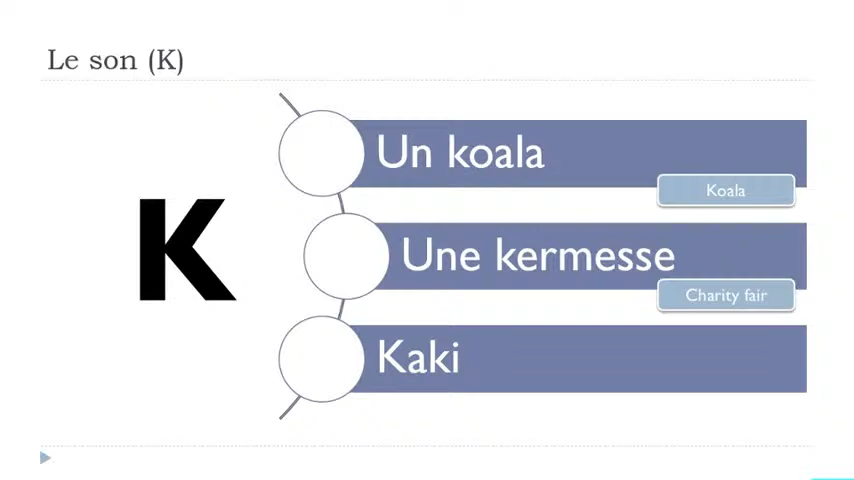 Le son (K)
K
Un koala
Koala
Une kermesse
Charity fair
Kaki